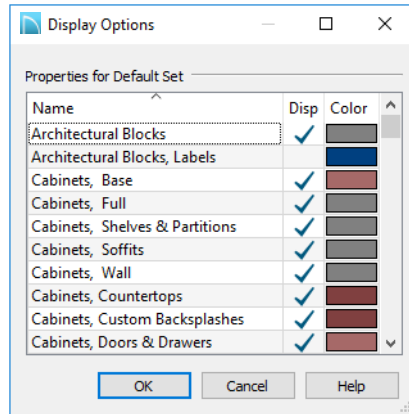 Display Options
Properties for Default Set
Name Disp Color
Architectural Blocks
Architectural Blocks, Labels
Cabinets, Base
Cabinets, Full
Cabinets, Shelves & Partitions
Cabinets, Soffits
Cabinets, Wall
Cabinets, Countertops
Cabinets, Custom Backsplashes
Cabinets, Doors & Drawers
OK Cancel Help